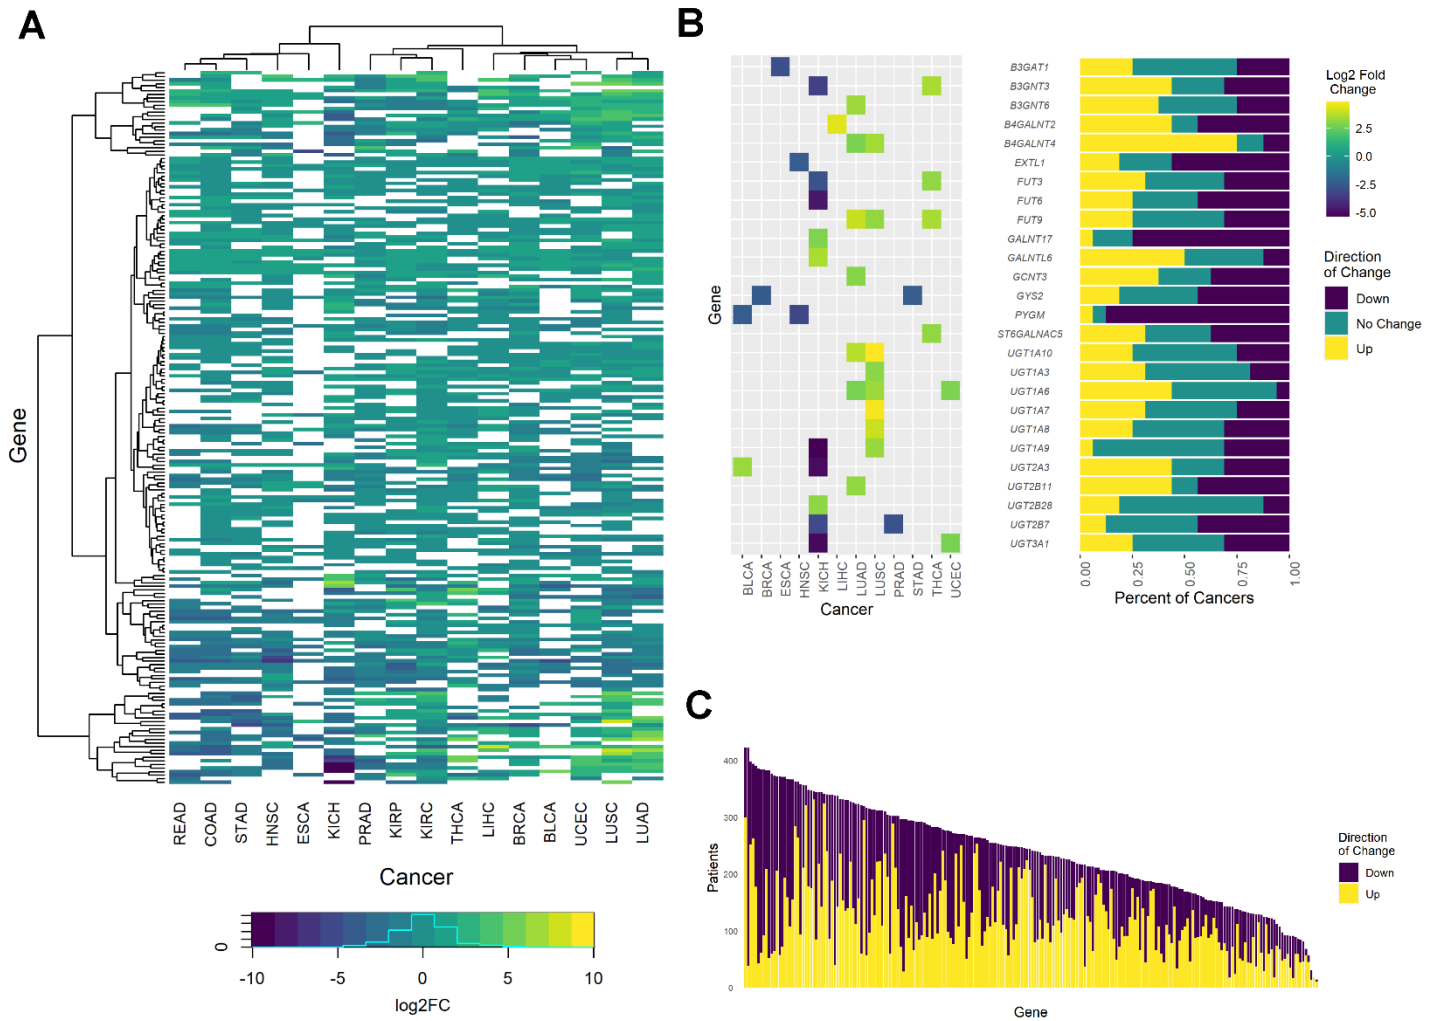 A
Gene
READ
COAD
STAD
HNSC
ESCA
KICH
PRAD
KIRP
KIRC
THCA
LIHC
BRCA
BLCA
UCEC
LUSC
LUAD
Cancer
0
-10
-5
0
5
10
log2FC
B
Gene
BLCA
BRCA
ESCA
HNSC
KICH
LIHC
LUAD
LUSC
PRAD
STAD
THCA
UCEC
Cancer
B3GAT1
B3GNT3
B3GNT6
B4GALNT2
B4GALNT4
EXTL1
FUT3
FUT6
FUT9
GALNT17
GALNTL6
GCNT3
GYS2
PYGM
ST6GALNAC5
UGT1A10
UGT1A3
UGT1A6
UGT1A7
UGT1A8
UGT1A9
UGT2A3
UGT2B11
UGT2B28
UGT2B7
UGT3A1
0.00
0.25
0.50
0.75
1.00
Percent of Cancers
Log2 Fold
Change
2.5
0.0
-2.5
-5.0
Direction
of Change
Down
No Change
Up
C
Patients
400
300
200
100
0
Gene
Direction
of Change
Down
Up